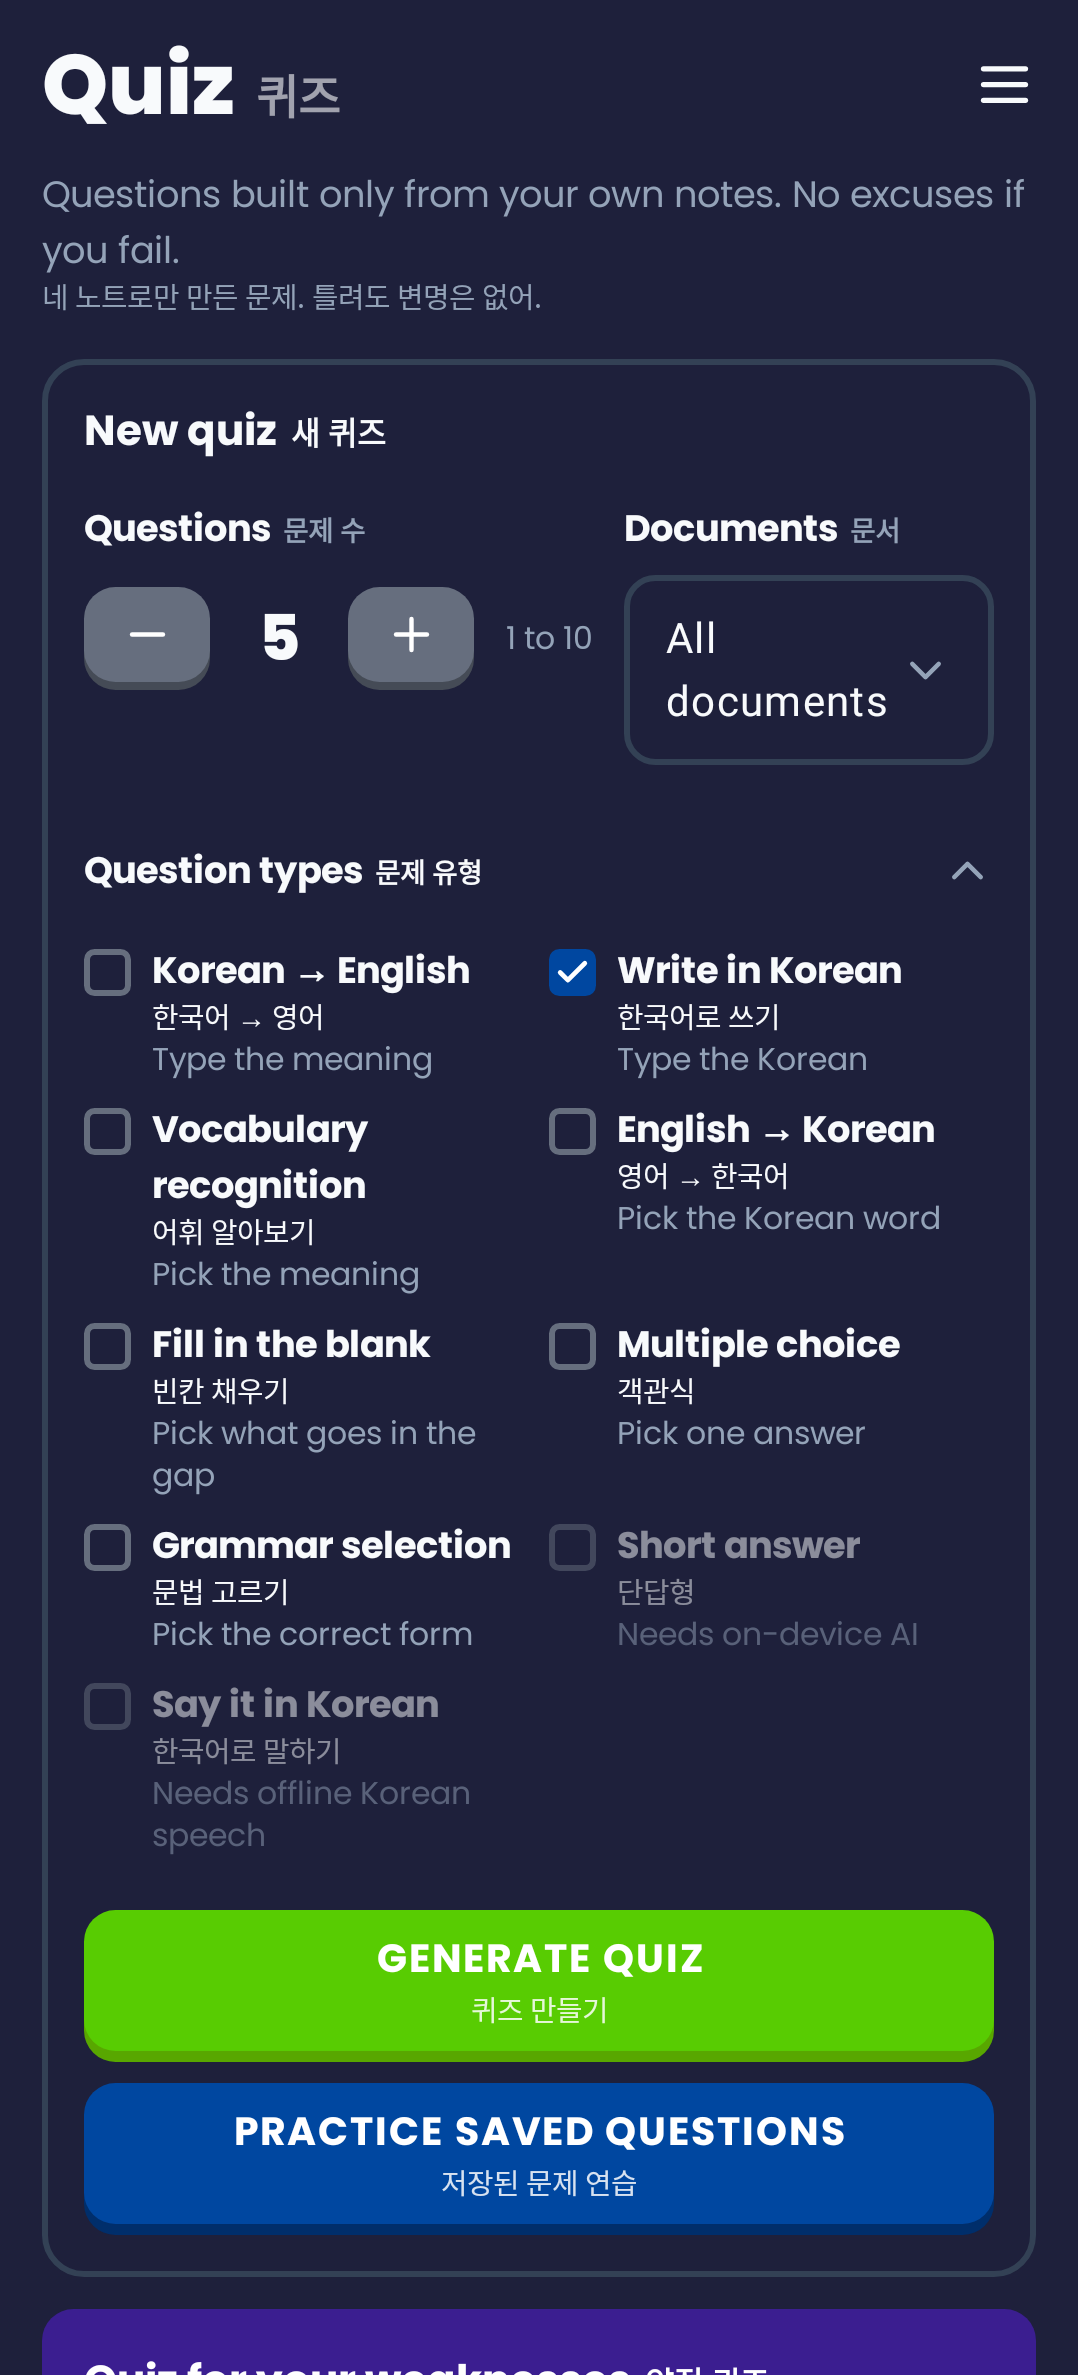 Quiz 퀴즈
Questions built only from your own notes. No excuses if
you fail.
네 노트로만 만든 문제. 틀려도 변명은 없어.
New quiz 새 퀴즈
Questions 문제 수
5
1 to 10
Documents 문서
All
documents
Question types 문제 유형
Korean → English
한국어 → 영어
Type the meaning
Write in Korean
한국어로 쓰기
Type the Korean
Vocabulary
recognition
어휘 알아보기
Pick the meaning
English → Korean
영어 → 한국어
Pick the Korean word
Fill in the blank
빈칸 채우기
Pick what goes in the
gap
Multiple choice
객관식
Pick one answer
Grammar selection
문법 고르기
Pick the correct form
Short answer
단답형
Needs on-device AI
Say it in Korean
한국어로 말하기
Needs offline Korean
speech
GENERATE QUIZ
퀴즈 만들기
PRACTICE SAVED QUESTIONS
저장된 문제 연습
Quiz for your weaknesses